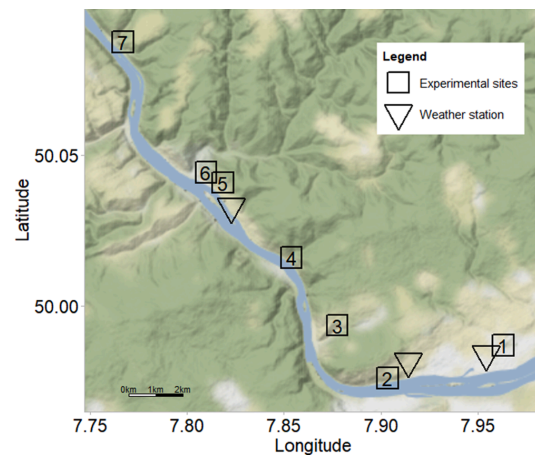 7
Legend
Experimental sites
Weather station
50.05
6
5
Latitude
4
50.00
3
1
2
0km 1km 2km
7.75 7.80 7.85 7.90 7.95
Longitude